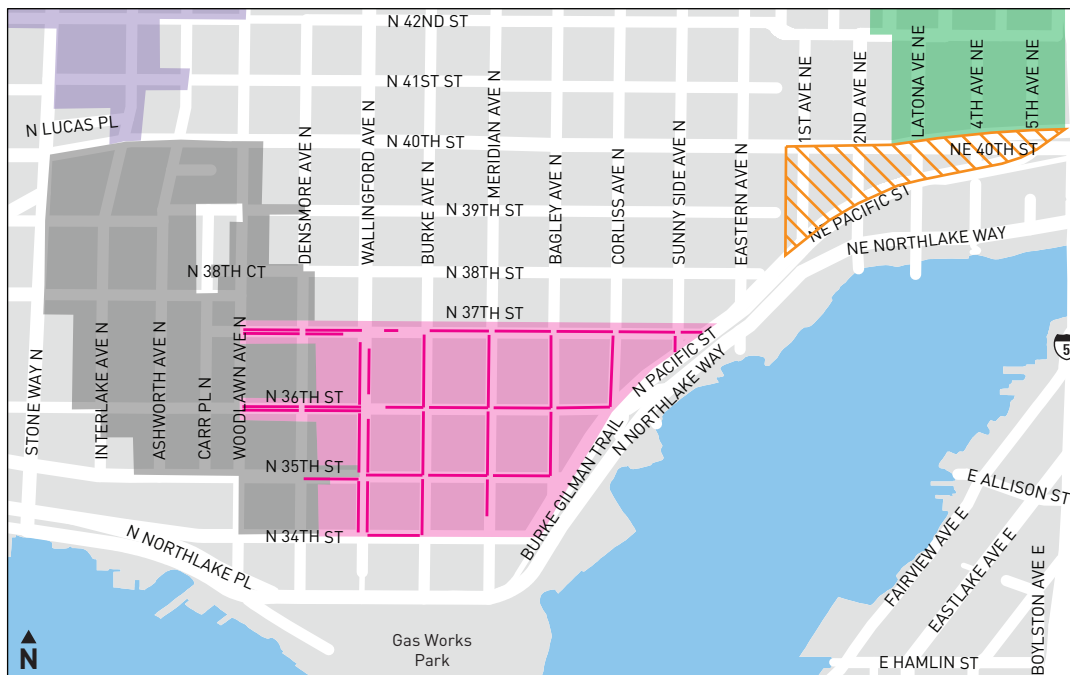 N 42ND ST
N 41ST ST
N LUCAS PL
N 40TH ST
NE 40TH ST
N 39TH ST
N 38TH CT
N 38TH ST
N 37TH ST
N 36TH ST
N 35TH ST
N 34TH ST
STONE WAY N
INTERLAKE AVE N
ASHWORTH AVE N
CARR PL N
WOODLAWN AVE N
DENSMORE AVE N
WALLINGFORD AVE N
BURKE AVE N
MERIDIAN AVE N
BAGLEY AVE N
CORLISS AVE N
SUNNY SIDE AVE N
EASTERN AVE N
1ST AVE NE
2ND AVE NE
LATONA VE NE
4TH AVE NE
5TH AVE NE
NE PACIFIC ST
NE NORTHLAKE WAY
N PACIFIC ST
N NORTHLAKE WAY
BURKE GILMAN TRAIL
N NORTHLAKE PL
5
E ALLISON ST
FAIRVIEW AVE E
EASTLAKE AVE E
BOYLSTON AVE E
E HAMLIN ST
Gas Works
Park
N